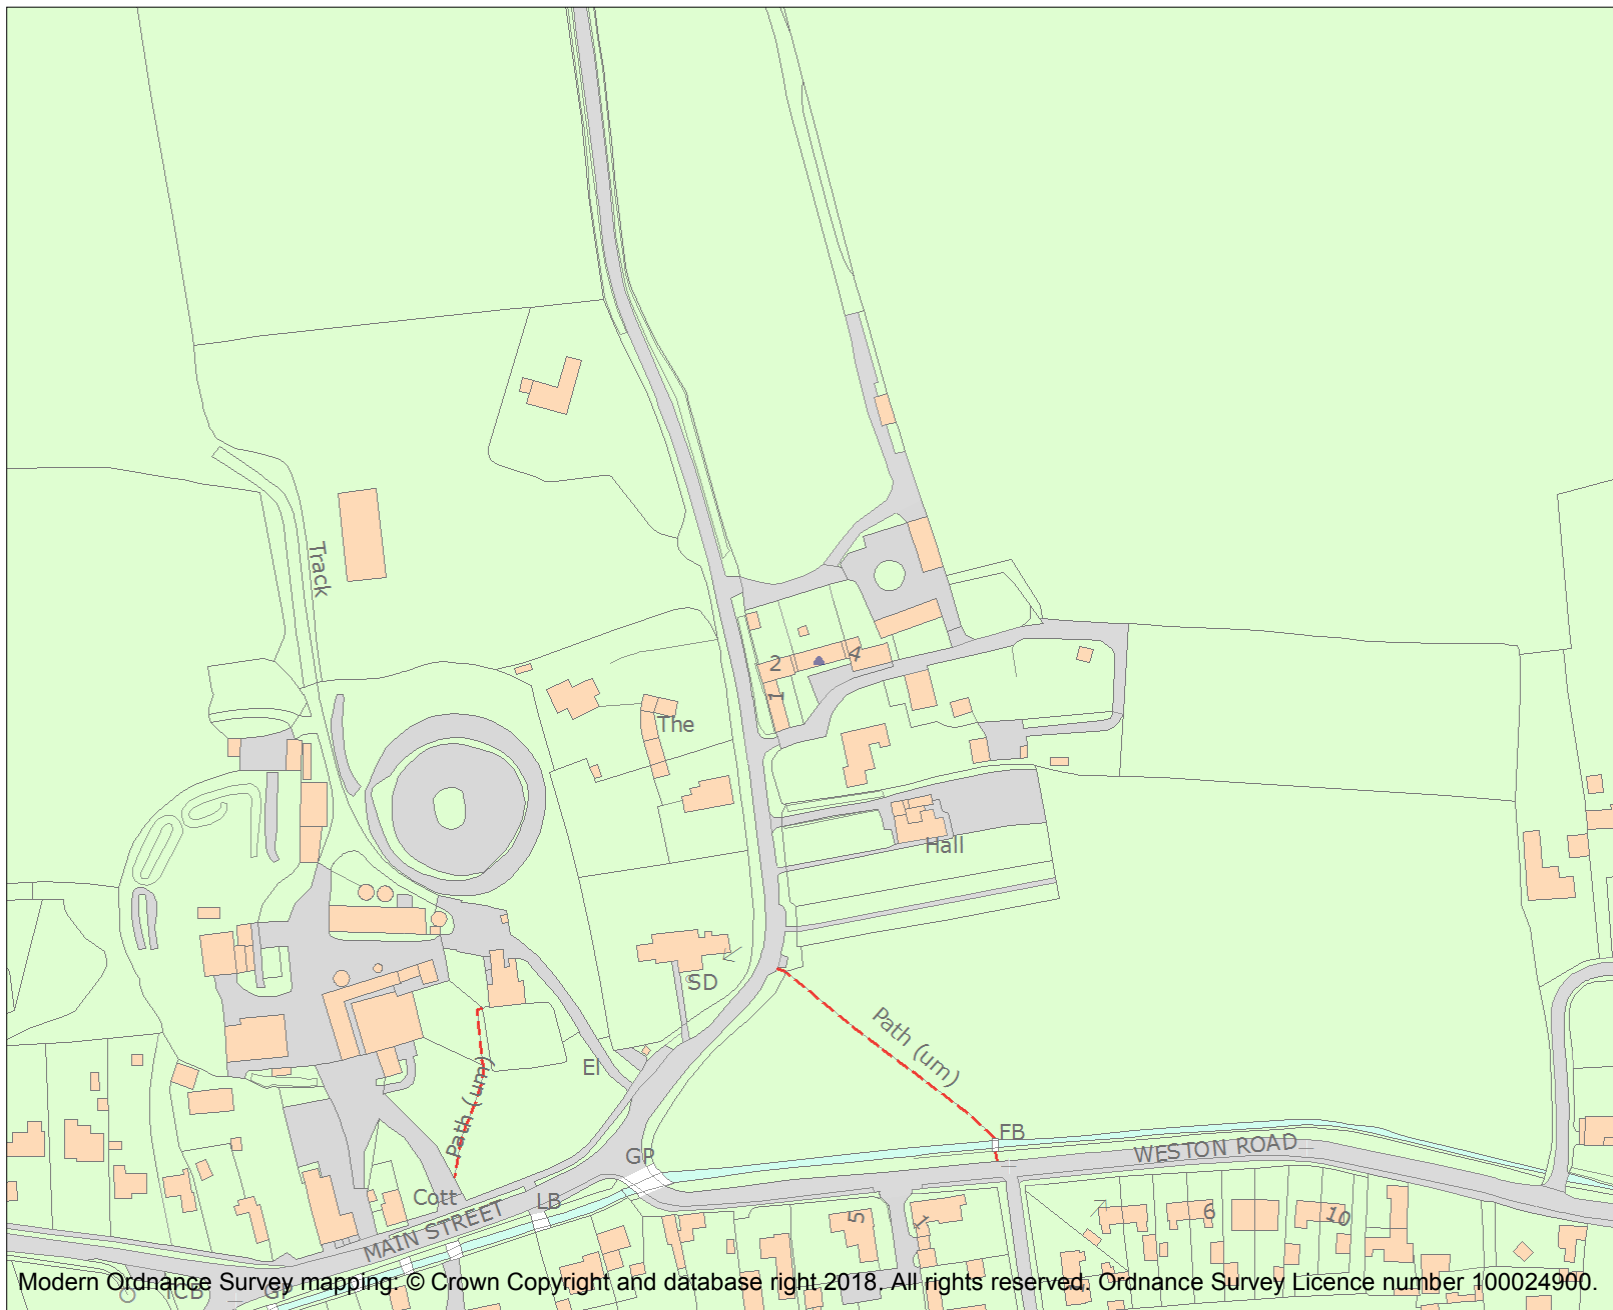 Track
2
4
1
The
Hall
SD
Path (um)
El
Path (um)
FB
WESTON ROAD
GP
Cott
LB
MAIN STREET
5
1
6
10
TCB
GP
Modern Ordnance Survey mapping: © Crown Copyright and database right 2018. All rights reserved. Ordnance Survey Licence number 100024900.